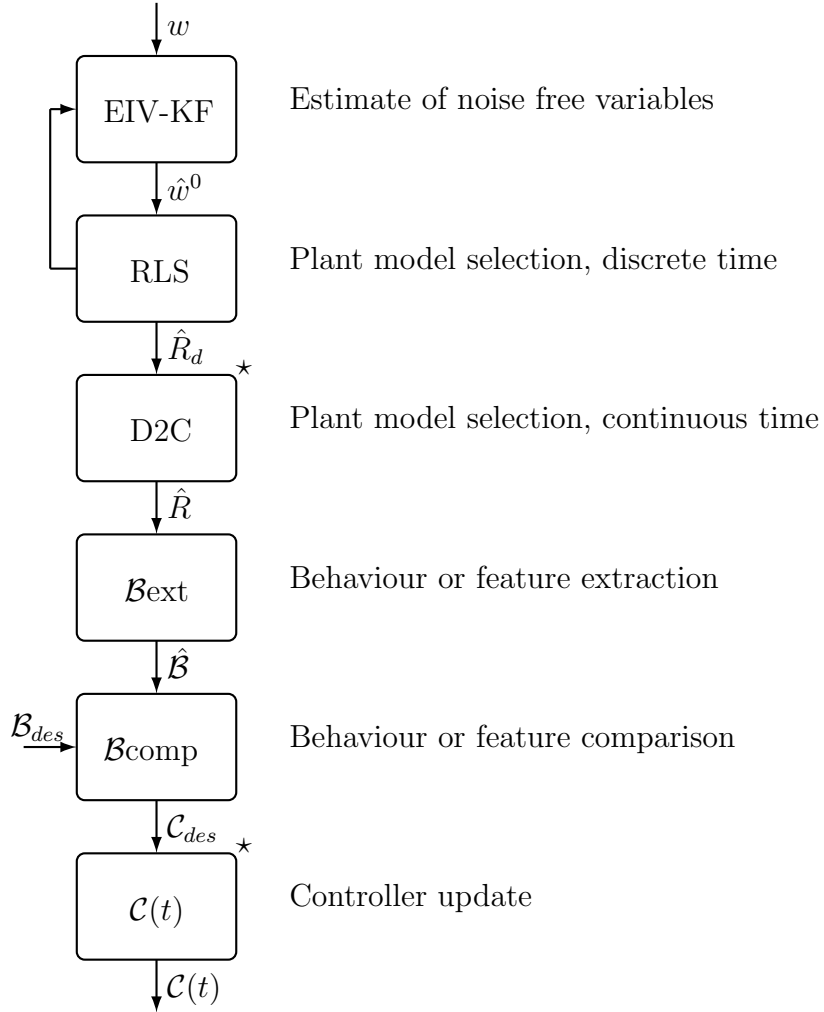 w
EIV-KF Estimate of noise free variables
ŵ⁰
RLS Plant model selection, discrete time
R̂_d
⋆
D2C Plant model selection, continuous time
R̂
ℬext Behaviour or feature extraction
ℬ̂
ℬ_des
ℬcomp Behaviour or feature comparison
𝒞_des
⋆
𝒞(t) Controller update
𝒞(t)